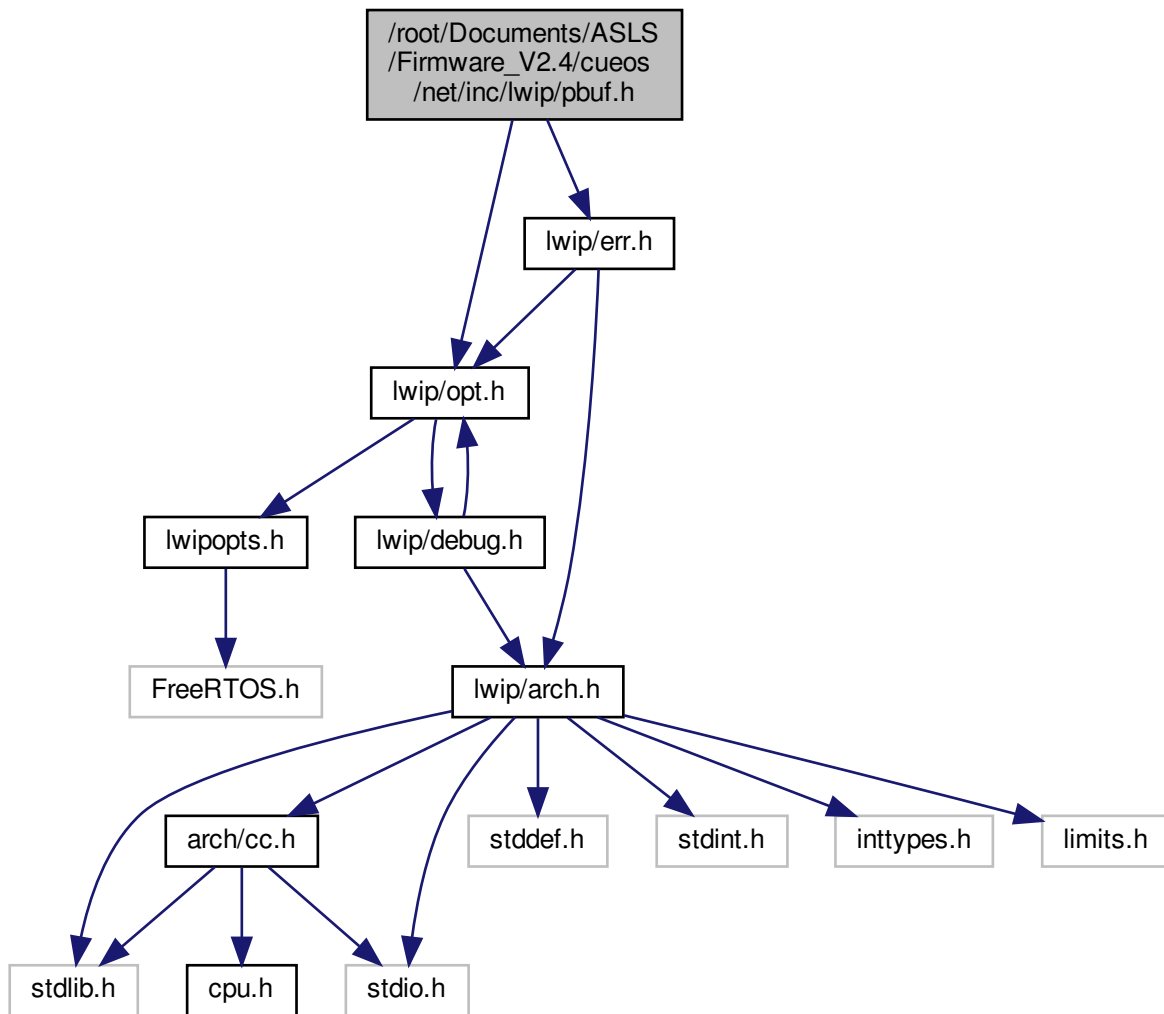 /root/Documents/ASLS
/Firmware_V2.4/cueos
/net/inc/lwip/pbuf.h
lwip/err.h
lwip/opt.h
lwipopts.h
lwip/debug.h
FreeRTOS.h
lwip/arch.h
arch/cc.h
stddef.h
stdint.h
inttypes.h
limits.h
stdlib.h
cpu.h
stdio.h